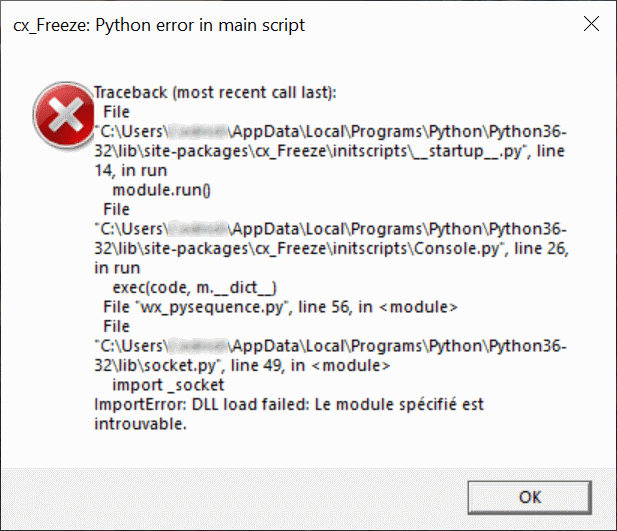 cx_Freeze: Python error in main script
Traceback (most recent call last):
File
"C:\Users\ \AppData\Local\Programs\Python\Python36-
32\lib\site-packages\cx_Freeze\initscripts\__startup__.py", line
14, in run
module.run()
File
"C:\Users\ \AppData\Local\Programs\Python\Python36-
32\lib\site-packages\cx_Freeze\initscripts\Console.py", line 26,
in run
exec(code, m.__dict__)
File "wx_pysequence.py", line 56, in <module>
File
"C:\Users\ \AppData\Local\Programs\Python\Python36-
32\lib\socket.py", line 49, in <module>
import _socket
ImportError: DLL load failed: Le module spécifié est
introuvable.
OK